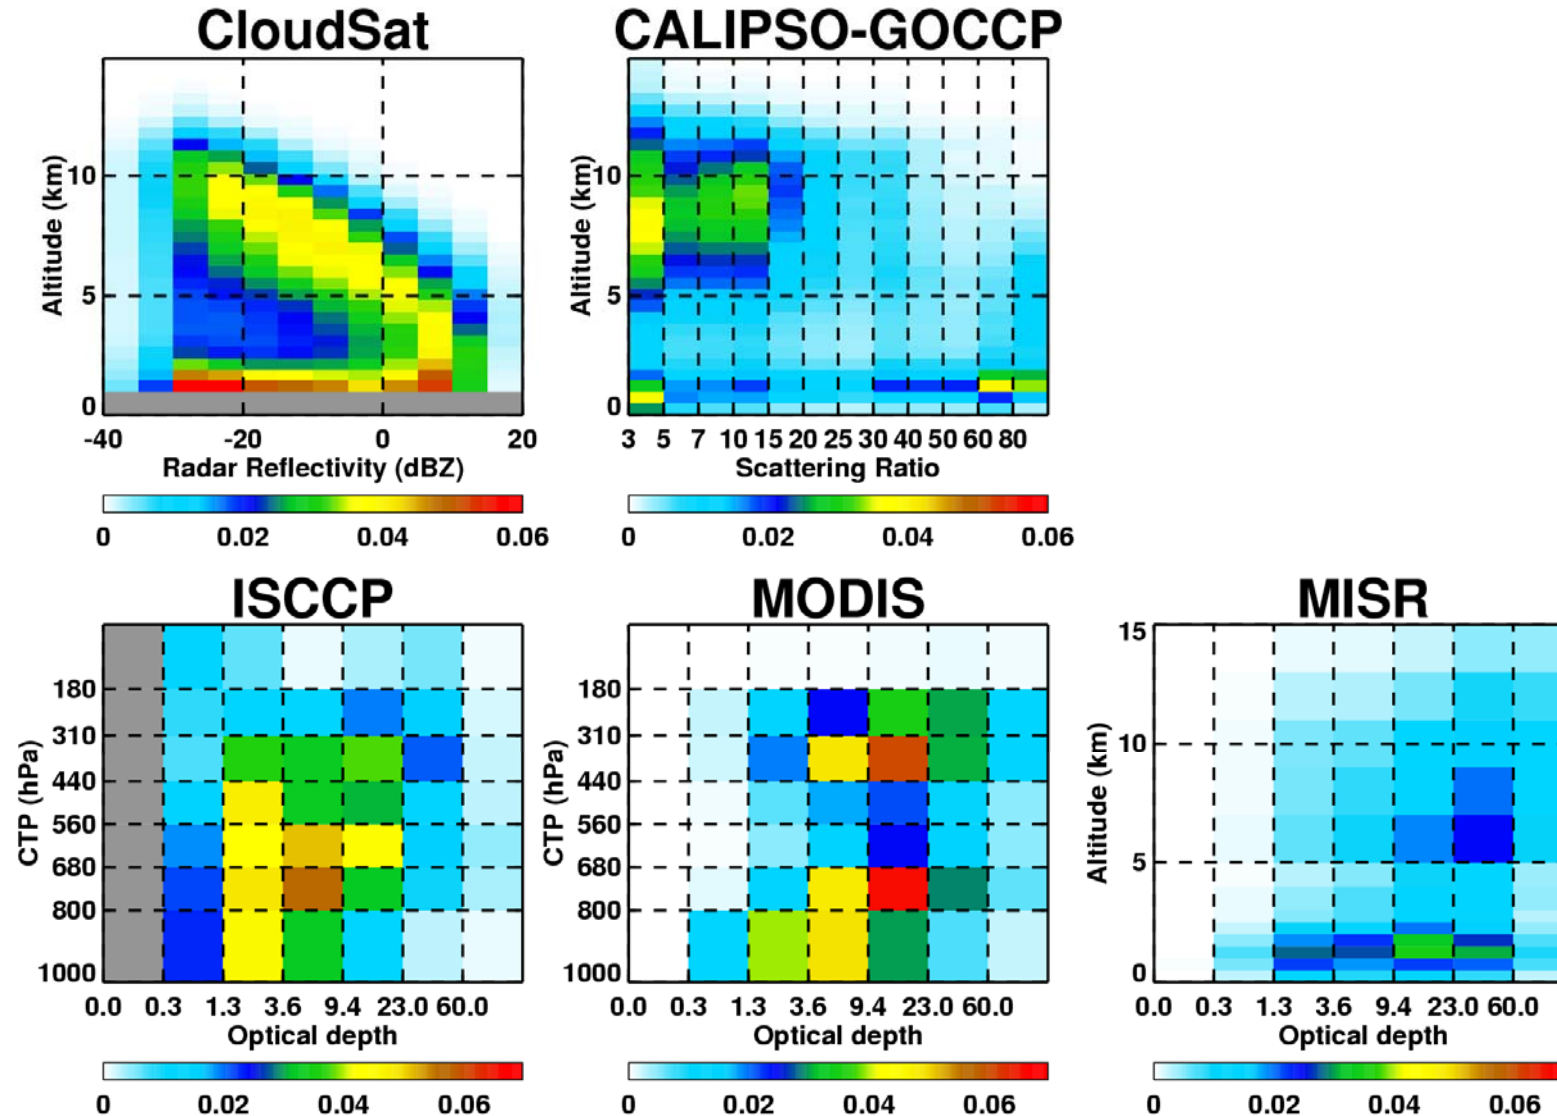 CloudSat
CALIPSO-GOCCP
Altitude (km)
10
5
0
-40 -20 0 20
Radar Reflectivity (dBZ)
0 0.02 0.04 0.06
Altitude (km)
10
5
0
3 5 7 10 15 20 25 30 40 50 60 80
Scattering Ratio
0 0.02 0.04 0.06
ISCCP
MODIS
MISR
CTP (hPa)
180
310
440
560
680
800
1000
0.0 0.3 1.3 3.6 9.4 23.0 60.0
Optical depth
0 0.02 0.04 0.06
CTP (hPa)
180
310
440
560
680
800
1000
0.0 0.3 1.3 3.6 9.4 23.0 60.0
Optical depth
0 0.02 0.04 0.06
Altitude (km)
15
10
5
0
0.0 0.3 1.3 3.6 9.4 23.0 60.0
Optical depth
0 0.02 0.04 0.06